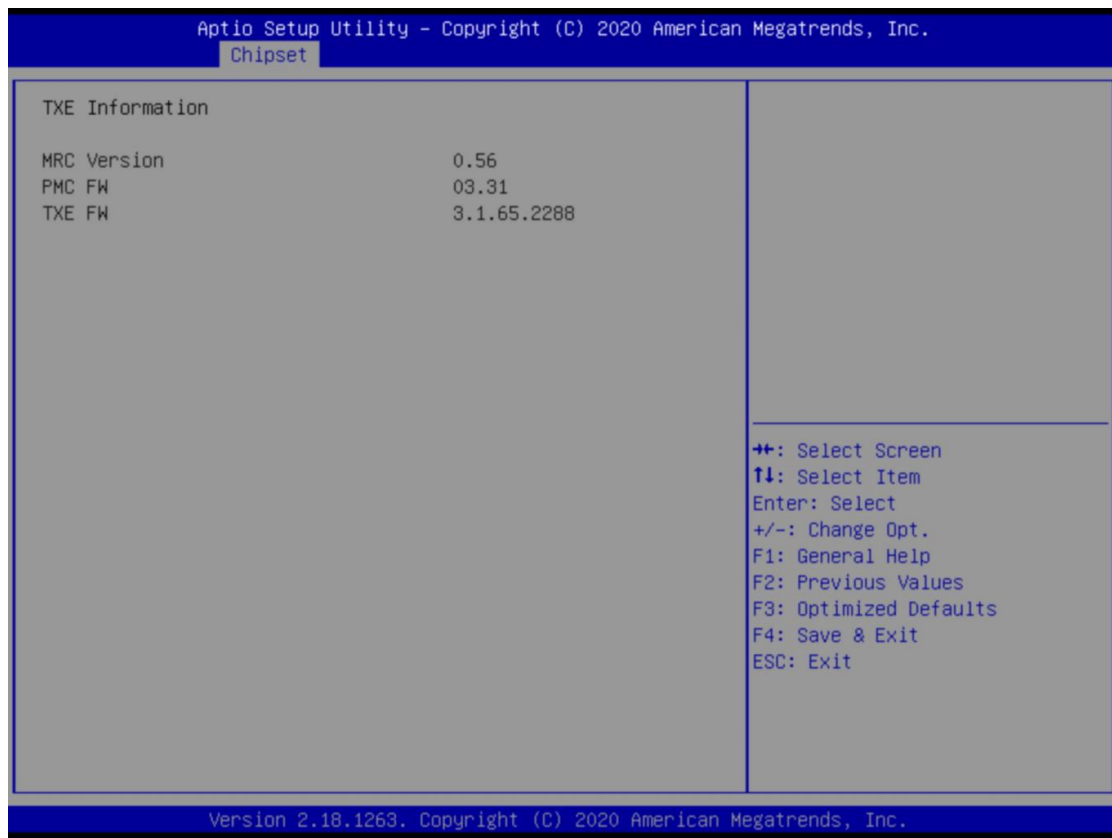 Aptio Setup Utility – Copyright (C) 2020 American Megatrends, Inc.
Chipset
TXE Information
MRC Version 0.56
PMC FW 03.31
TXE FW 3.1.65.2288
→←: Select Screen
↑↓: Select Item
Enter: Select
+/-: Change Opt.
F1: General Help
F2: Previous Values
F3: Optimized Defaults
F4: Save & Exit
ESC: Exit
Version 2.18.1263. Copyright (C) 2020 American Megatrends, Inc.